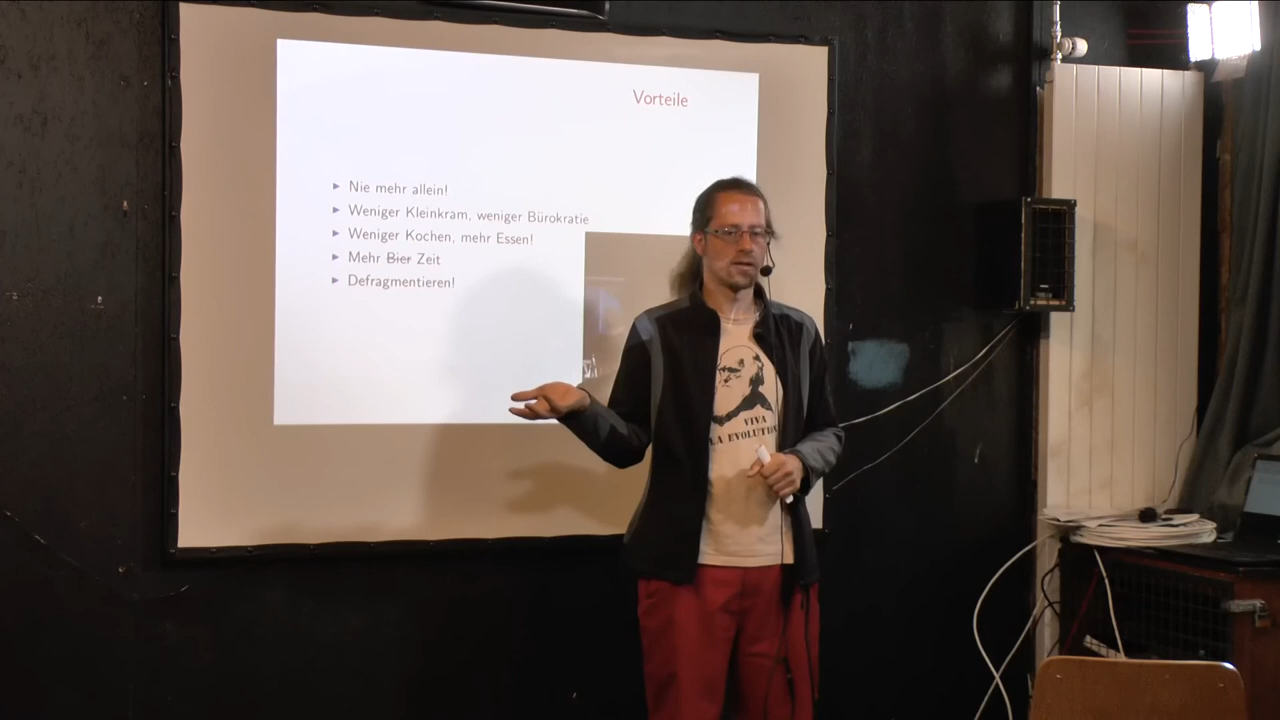 Vorteile
Nie mehr allein!
Weniger Kleinkram, weniger Bürokratie
Weniger Kochen, mehr Essen!
Mehr Bier Zeit
Defragmentieren!
VIVA
LA EVOLUTION